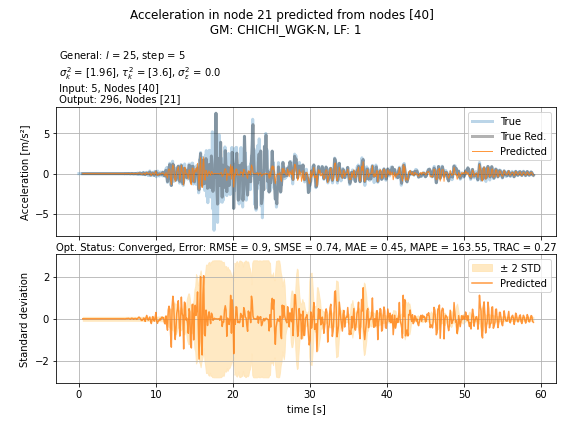 Acceleration in node 21 predicted from nodes [40]
GM: CHICHI_WGK-N, LF: 1
General: l = 25, step = 5
σ²ₖ = [1.96], τ²ₖ = [3.6], σ²ₑ = 0.0
Input: 5, Nodes [40]
Output: 296, Nodes [21]
Acceleration [m/s²]
5
0
−5
True
True Red.
Predicted
Opt. Status: Converged, Error: RMSE = 0.9, SMSE = 0.74, MAE = 0.45, MAPE = 163.55, TRAC = 0.27
Standard deviation
2
0
−2
± 2 STD
Predicted
0 10 20 30 40 50 60
time [s]